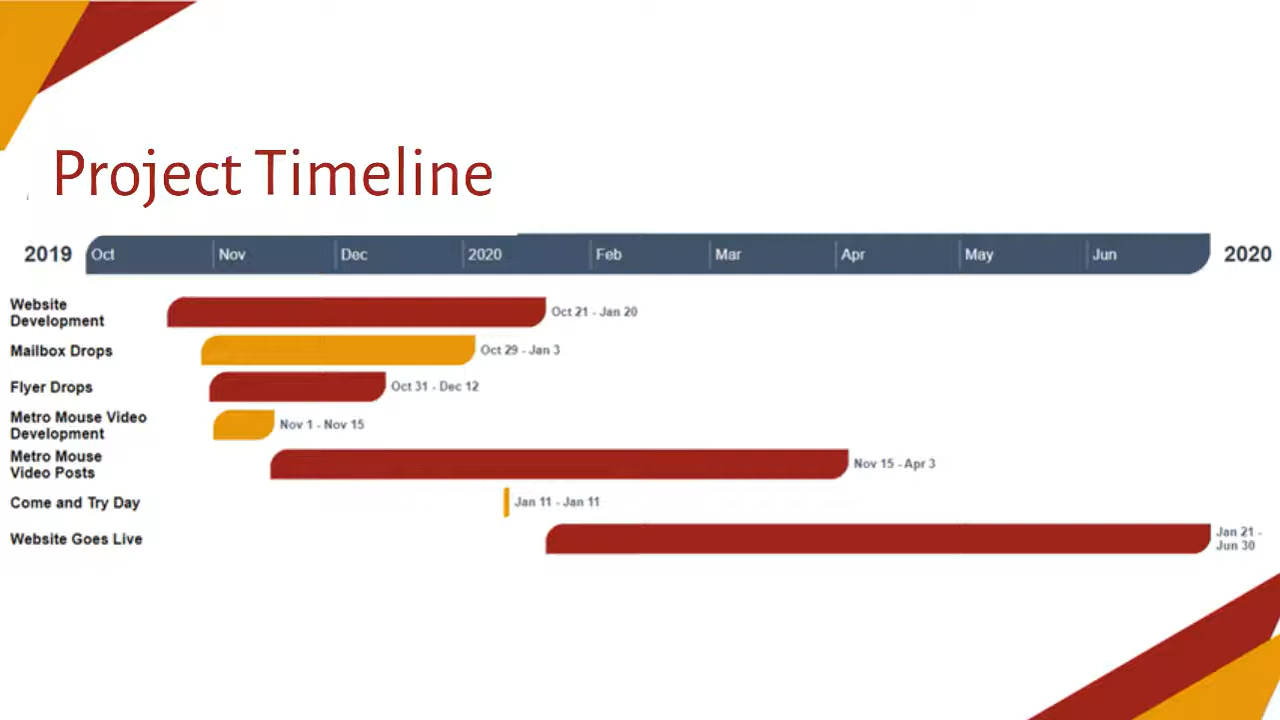 Project Timeline
2019 Oct Nov Dec 2020 Feb Mar Apr May Jun 2020
Website
Development
Oct 21 - Jan 20
Mailbox Drops Oct 29 - Jan 3
Flyer Drops Oct 31 - Dec 12
Metro Mouse Video
Development
Nov 1 - Nov 15
Metro Mouse
Video Posts
Nov 15 - Apr 3
Come and Try Day Jan 11 - Jan 11
Website Goes Live
Jan 21 -
Jun 30